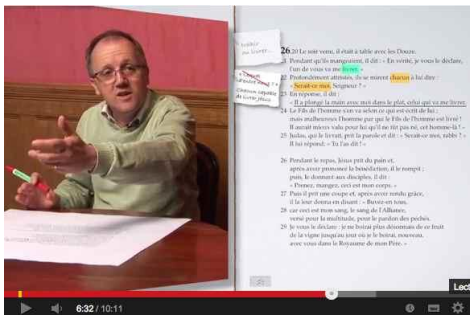 26,20 Le soir venu, il était à table avec les Douze.
21 Pendant qu'ils mangeaient, il dit : « En vérité, je vous le déclare,
l'un de vous va me livrer. »
22 Profondément attristés, ils se mirent chacun à lui dire :
« Serait-ce moi, Seigneur ? »
23 En réponse, il dit :
« Il a plongé la main avec moi dans le plat, celui qui va me livrer.
24 Le Fils de l'homme s'en va selon ce qui est écrit de lui ;
mais malheureux l'homme par qui le Fils de l'homme est livré !
Il aurait mieux valu pour lui qu'il ne fût pas né, cet homme-là ! »
25 Judas, qui le livrait, prit la parole et dit : « Serait-ce moi, rabbi ? »
Il lui répond : « Tu l'as dit ! »
26 Pendant le repas, Jésus prit du pain et,
après avoir prononcé la bénédiction, il le rompit ;
puis, le donnant aux disciples, il dit :
« Prenez, mangez, ceci est mon corps. »
27 Puis il prit une coupe et, après avoir rendu grâce,
il la leur donna en disant : « Buvez-en tous,
28 car ceci est mon sang, le sang de l'Alliance,
versé pour la multitude, pour le pardon des péchés.
29 Je vous le déclare : je ne boirai plus désormais de ce fruit
de la vigne jusqu'au jour où je le boirai, nouveau,
avec vous dans le Royaume de mon Père. »
Lect
6:32 / 10:11